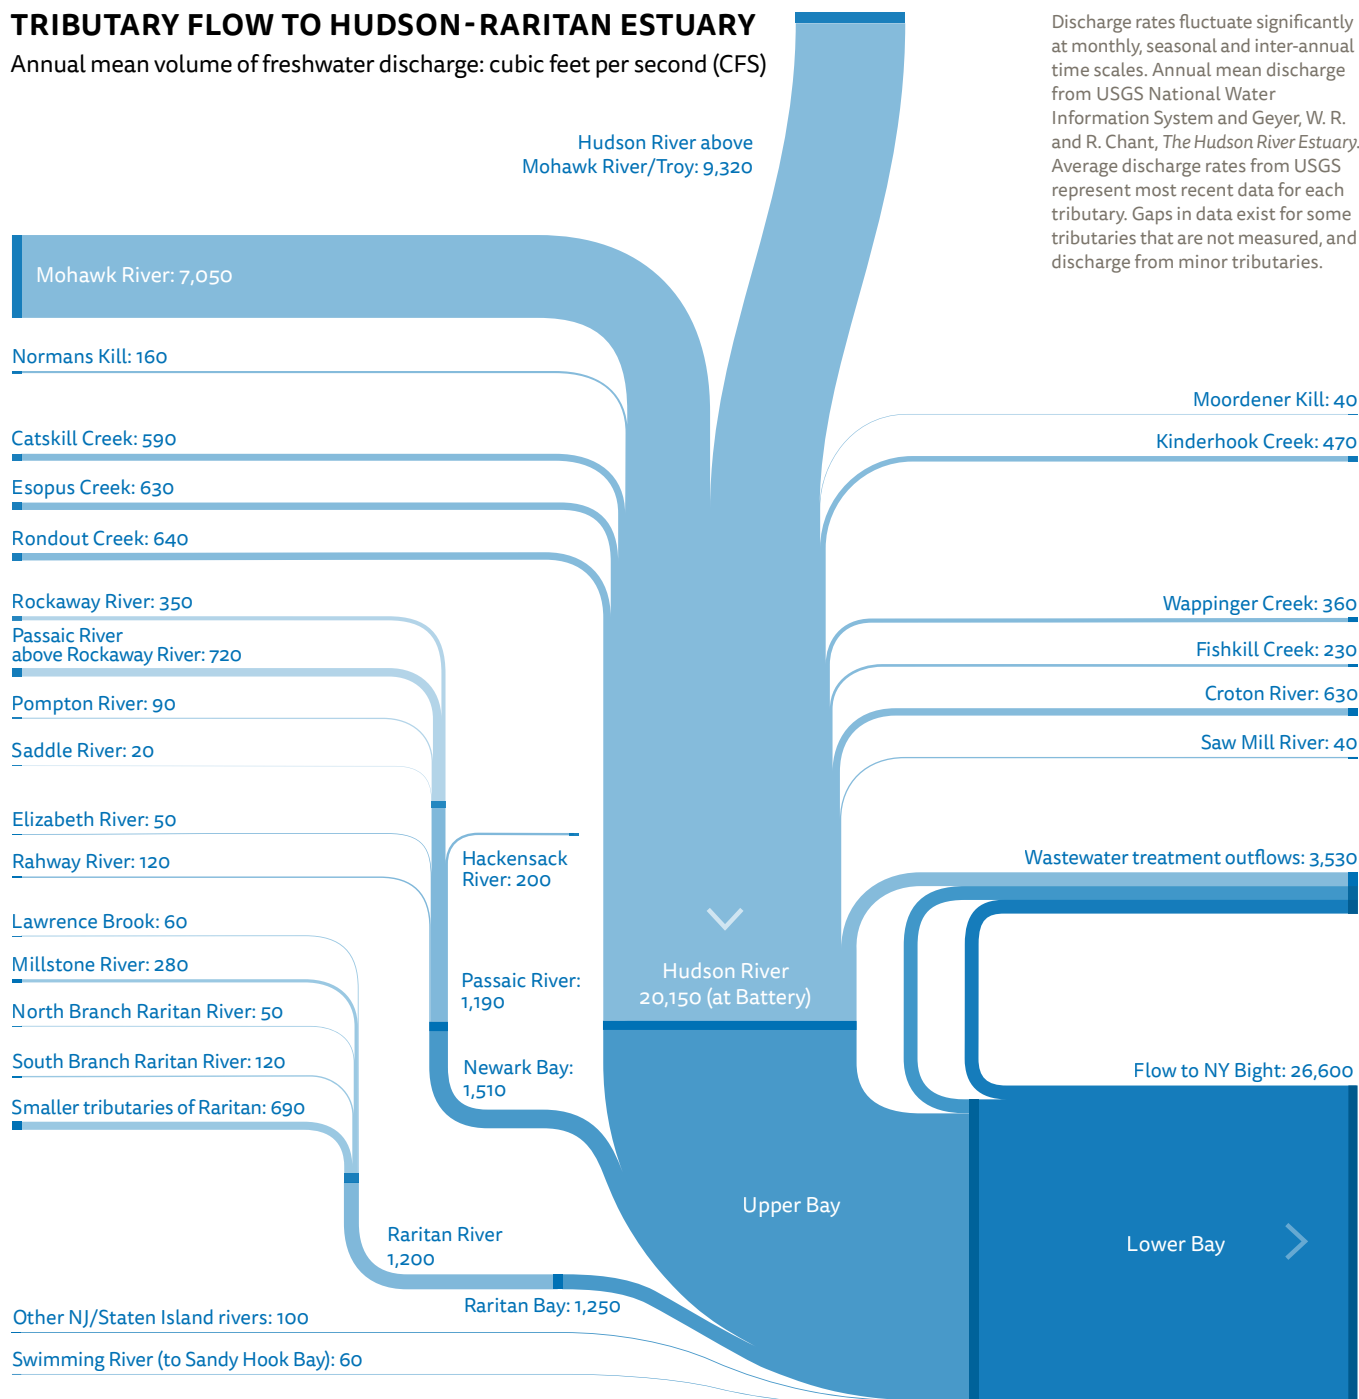 TRIBUTARY FLOW TO HUDSON-RARITAN ESTUARY
Annual mean volume of freshwater discharge: cubic feet per second (CFS)
Discharge rates fluctuate significantly
at monthly, seasonal and inter-annual
time scales. Annual mean discharge
from USGS National Water
Information System and Geyer, W. R.
and R. Chant, The Hudson River Estuary.
Average discharge rates from USGS
represent most recent data for each
tributary. Gaps in data exist for some
tributaries that are not measured, and
discharge from minor tributaries.
Hudson River above
Mohawk River/Troy: 9,320
Mohawk River: 7,050
Normans Kill: 160
Catskill Creek: 590
Esopus Creek: 630
Rondout Creek: 640
Rockaway River: 350
Passaic River
above Rockaway River: 720
Pompton River: 90
Saddle River: 20
Elizabeth River: 50
Rahway River: 120
Lawrence Brook: 60
Millstone River: 280
North Branch Raritan River: 50
South Branch Raritan River: 120
Smaller tributaries of Raritan: 690
Other NJ/Staten Island rivers: 100
Swimming River (to Sandy Hook Bay): 60
Hackensack
River: 200
Passaic River:
1,190
Newark Bay:
1,510
Raritan River
1,200
Raritan Bay: 1,250
Hudson River
20,150 (at Battery)
Upper Bay
Lower Bay
Moordener Kill: 40
Kinderhook Creek: 470
Wappinger Creek: 360
Fishkill Creek: 230
Croton River: 630
Saw Mill River: 40
Wastewater treatment outflows: 3,530
Flow to NY Bight: 26,600